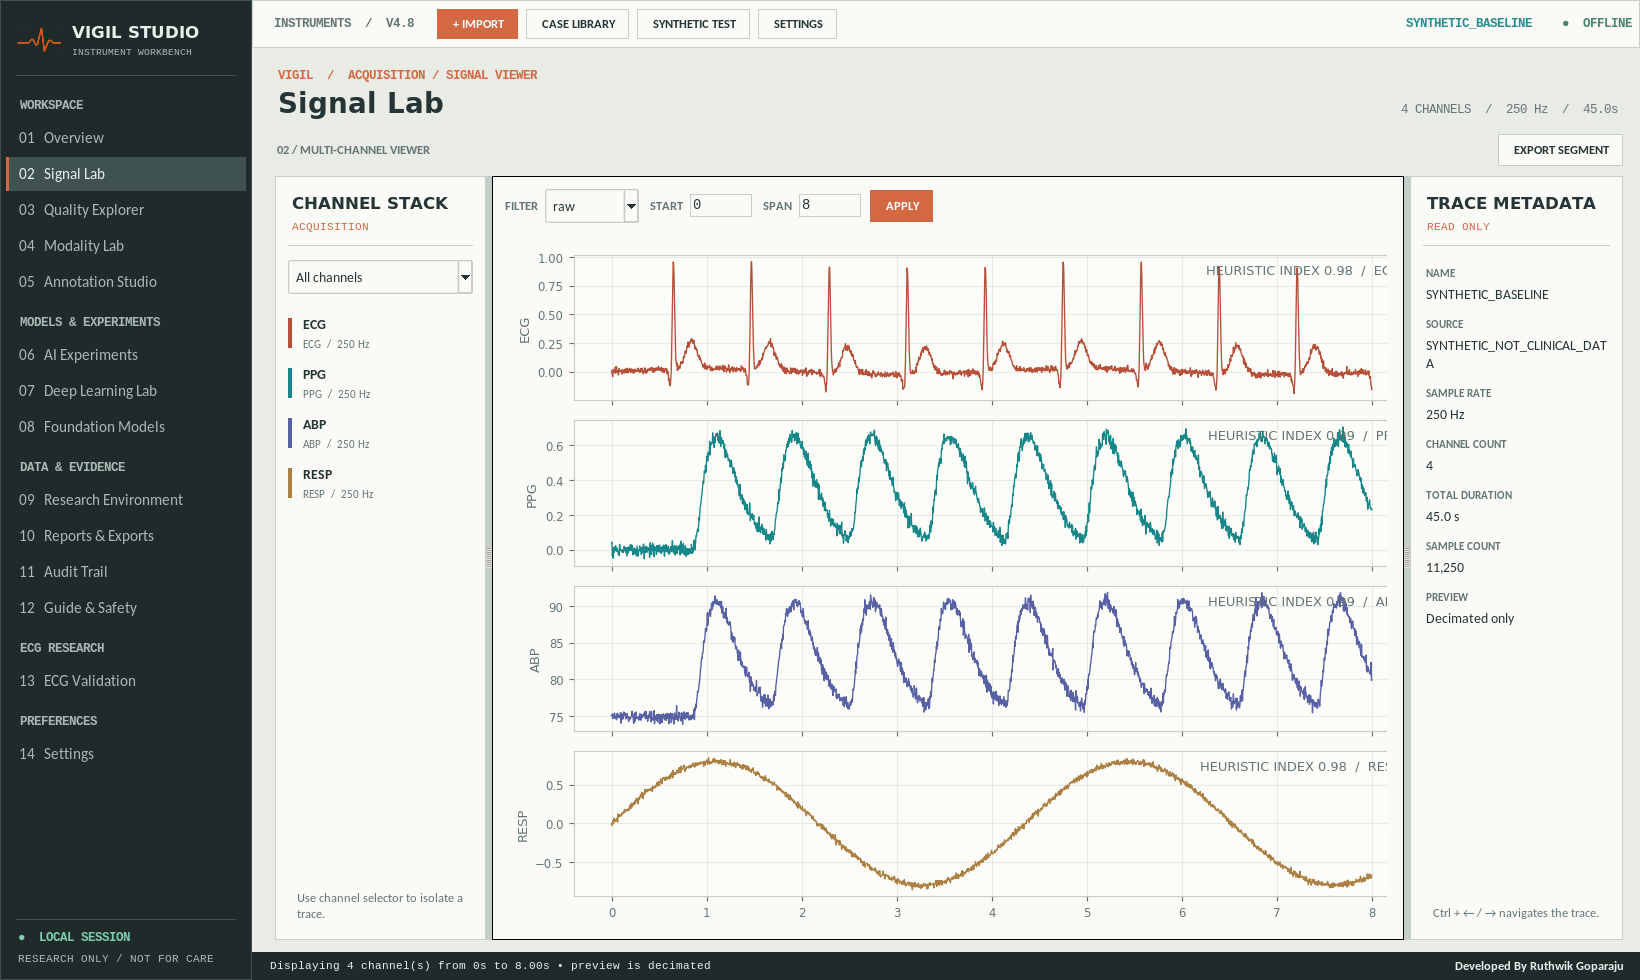 VIGIL STUDIO
INSTRUMENT WORKBENCH
WORKSPACE
01 Overview
02 Signal Lab
03 Quality Explorer
04 Modality Lab
05 Annotation Studio
MODELS & EXPERIMENTS
06 AI Experiments
07 Deep Learning Lab
08 Foundation Models
DATA & EVIDENCE
09 Research Environment
10 Reports & Exports
11 Audit Trail
12 Guide & Safety
ECG RESEARCH
13 ECG Validation
PREFERENCES
14 Settings
● LOCAL SESSION
RESEARCH ONLY / NOT FOR CARE
INSTRUMENTS / V4.8
+ IMPORT
CASE LIBRARY
SYNTHETIC TEST
SETTINGS
SYNTHETIC_BASELINE
● OFFLINE
VIGIL / ACQUISITION / SIGNAL VIEWER
Signal Lab
4 CHANNELS / 250 Hz / 45.0s
02 / MULTI-CHANNEL VIEWER
EXPORT SEGMENT
CHANNEL STACK
ACQUISITION
All channels
ECG
ECG / 250 Hz
PPG
PPG / 250 Hz
ABP
ABP / 250 Hz
RESP
RESP / 250 Hz
Use channel selector to isolate a
trace.
FILTER raw START 0 SPAN 8 APPLY
HEURISTIC INDEX 0.98 / EC
ECG
1.00
0.75
0.50
0.25
0.00
HEURISTIC INDEX 0.99 / PP
PPG
0.6
0.4
0.2
0.0
HEURISTIC INDEX 0.99 / AB
ABP
90
85
80
75
HEURISTIC INDEX 0.98 / RES
RESP
0.5
0.0
−0.5
0 1 2 3 4 5 6 7 8
TRACE METADATA
READ ONLY
NAME
SYNTHETIC_BASELINE
SOURCE
SYNTHETIC_NOT_CLINICAL_DAT
A
SAMPLE RATE
250 Hz
CHANNEL COUNT
4
TOTAL DURATION
45.0 s
SAMPLE COUNT
11,250
PREVIEW
Decimated only
Ctrl + ← / → navigates the trace.
Displaying 4 channel(s) from 0s to 8.00s • preview is decimated
Developed By Ruthwik Goparaju